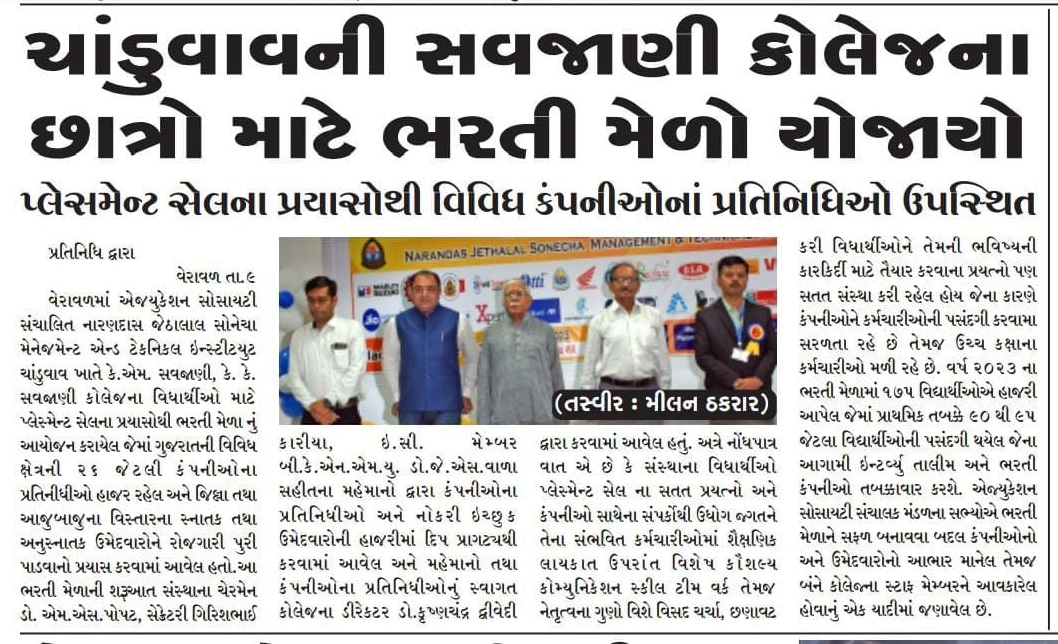 ચાંડુવાવની સવજાણી કોલેજના
છાત્રો માટે ભરતી મેળો યોજાયો
પ્લેસમેન્ટ સેલના પ્રયાસોથી વિવિધ કંપનીઓનાં પ્રતિનિધિઓ ઉપસ્થિત
પ્રતિનિધિ દ્વારા
વેરાવળ તા.૯
વેરાવળમાં એજ્યુકેશન સોસાયટી
સંચાલિત નારણદાસ જેઠાલાલ સોનેચા
મેનેજમેન્ટ એન્ડ ટેકનિકલ ઇન્સ્ટીટયુટ
ચાંડુવાવ ખાતે કે.એમ. સવજાણી, કે. કે.
સવજાણી કોલેજના વિધાર્થીઓ માટે
પ્લેસ્મેન્ટ સેલના પ્રયાસોથી ભરતી મેળા નું
આયોજન કરાયેલ જેમાં ગુજરાતની વિવિધ
ક્ષેત્રની ૨૬ જેટલી કંપનીઓના
પ્રતિનીધીઓ હાજર રહેલ અને જિલ્લા તથા
આજુબાજુના વિસ્તારના સ્નાતક તથા
અનુસ્નાતક ઉમેદવારોને રોજગારી પુરી
પાડવાનો પ્રયાસ કરવામાં આવેલ હતો.આ
ભરતી મેળાની શરૂઆત સંસ્થાના ચેરમેન
ડો. એમ.એસ.પોપટ, સેક્રેટરી ગિરિશભાઈ
NARANDAS JETHALAL SONECHA MANAGEMENT & TECHNICAL
MARUTI SUZUKI
HONDA
Jio
(તસ્વીર : મીલન ઠકરાર)
કારીયા, ઇ.સી. મેમ્બર
બી.કે.એન.એમ.યુ. ડો.જે.એસ.વાળા
સહીતના મહેમાનો દ્વારા કંપનીઓના
પ્રતિનિધીઓ અને નોકરી ઇચ્છુક
ઉમેદવારોની હાજરીમાં દિપ પ્રાગટ્યથી
કરવામાં આવેલ અને મહેમાનો તથા
કંપનીઓના પ્રતિનિધીઓનું સ્વાગત
કોલેજના ડીરેક્ટર ડો.કૃષ્ણચંદ્ર દ્વીવેદી
દ્વારા કરવામાં આવેલ હતું. અત્રે નોંધપાત્ર
વાત એ છે કે સંસ્થાના વિધાર્થીઓ
પ્લેસ્મેન્ટ સેલ ના સતત પ્રયત્નો અને
કંપનીઓ સાથેના સંપર્કોથી ઉધોગ જગતને
તેના સંભવિત કર્મચારીઓમાં શૈક્ષણિક
લાયકાત ઉપરાંત વિશેષ કૌશલ્ય
કોમ્યુનિકેશન સ્કીલ ટીમ વર્ક તેમજ
નેતૃત્વના ગુણો વિશે વિસદ ચર્ચા, છણાવટ
કરી વિધાર્થીઓને તેમની ભવિષ્યની
કારકિર્દી માટે તૈયાર કરવાના પ્રયત્નો પણ
સતત સંસ્થા કરી રહેલ હોય જેના કારણે
કંપનીઓને કર્મચારીઓની પસંદગી કરવામા
સરળતા રહે છે તેમજ ઉચ્ચ કક્ષાના
કર્મચારીઓ મળી રહે છે. વર્ષ ૨૦૨૩ ના
ભરતી મેળામાં ૧૭૫ વિદ્યાર્થીઓએ હાજરી
આપેલ જેમાં પ્રાથમિક તબક્કે ૯૦ થી ૯૫
જેટલા વિદ્યાર્થીઓની પસંદગી થયેલ જેના
આગામી ઇન્ટર્વ્યુ તાલીમ અને ભરતી
કંપનીઓ તબક્કાવાર કરશે. એજ્યુકેશન
સોસાયટી સંચાલક મંડળના સભ્યોએ ભરતી
મેળાને સફળ બનાવવા બદલ કંપનીઓનો
અને ઉમેદવારોનો આભાર માનેલ તેમજ
બંને કોલેજના સ્ટાફ મેમ્બરને આવકારેલ
હોવાનું એક યાદીમાં જણાવેલ છે.